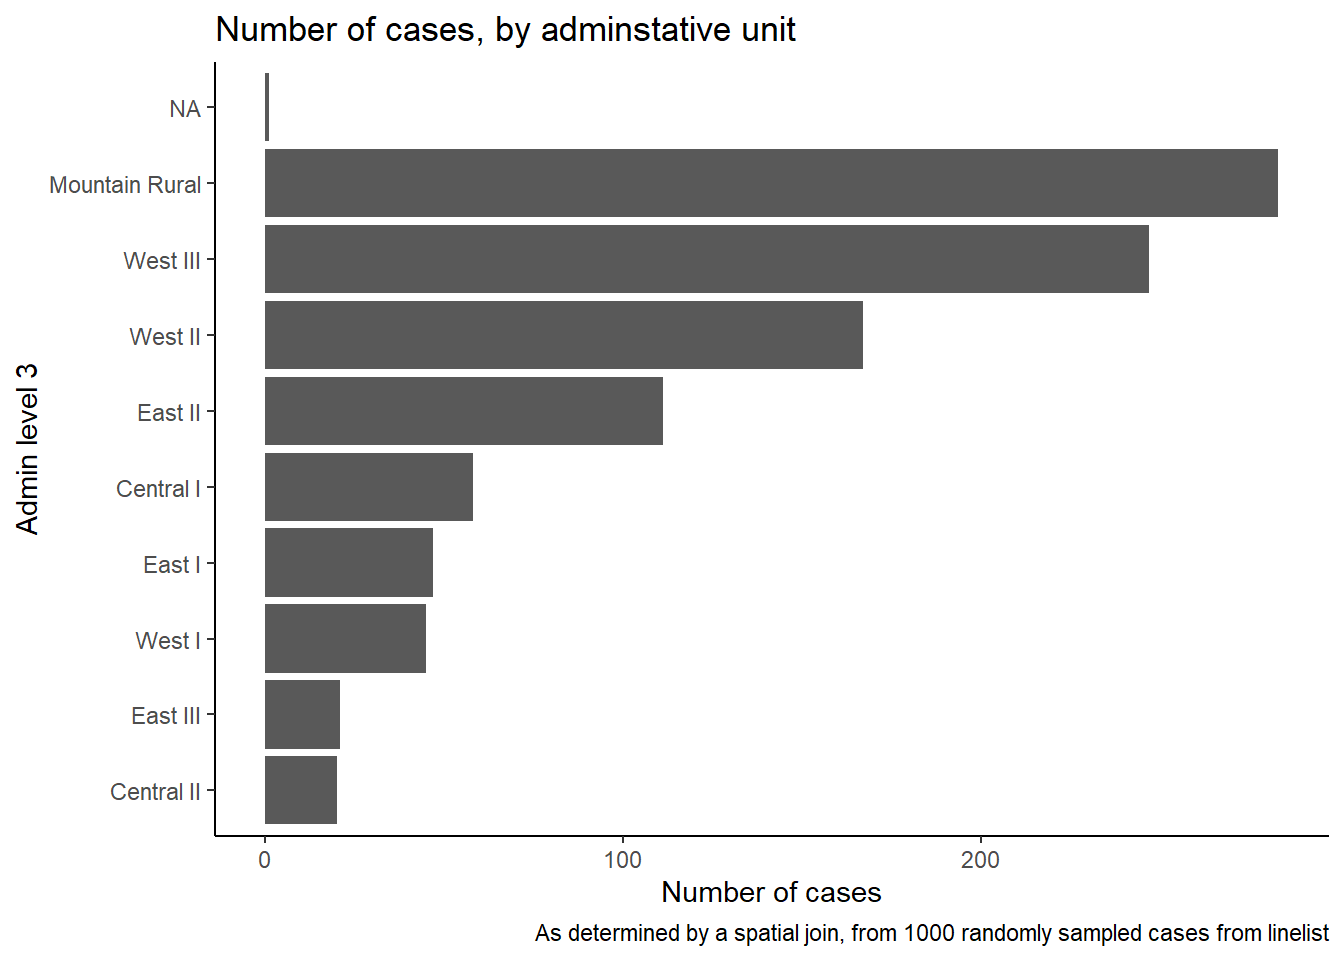 Number of cases, by adminstative unit
NA
Mountain Rural
West III
West II
East II
Central I
East I
West I
East III
Central II
Admin level 3
0 100 200
Number of cases
As determined by a spatial join, from 1000 randomly sampled cases from linelist